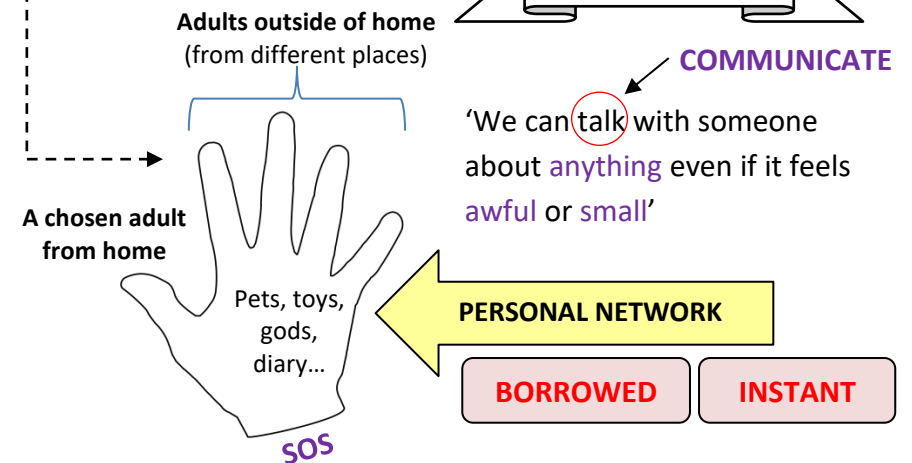 Adults outside of home
(from different places)
COMMUNICATE
‘We can talk with someone
about anything even if it feels
awful or small’
A chosen adult
from home
Pets, toys,
gods,
diary...
PERSONAL NETWORK
BORROWED
INSTANT
SOS